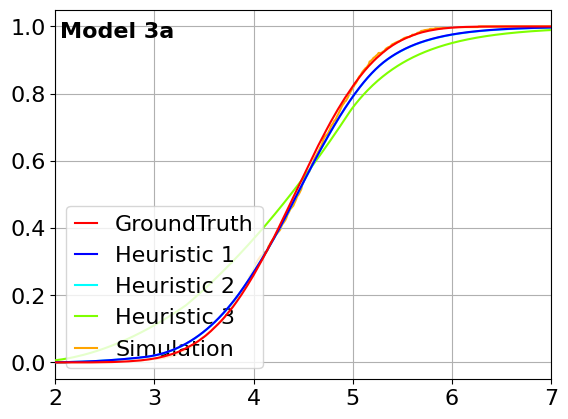 Model 3a
1.0
0.8
0.6
0.4
0.2
0.0
GroundTruth
Heuristic 1
Heuristic 2
Heuristic 3
Simulation
2 3 4 5 6 7